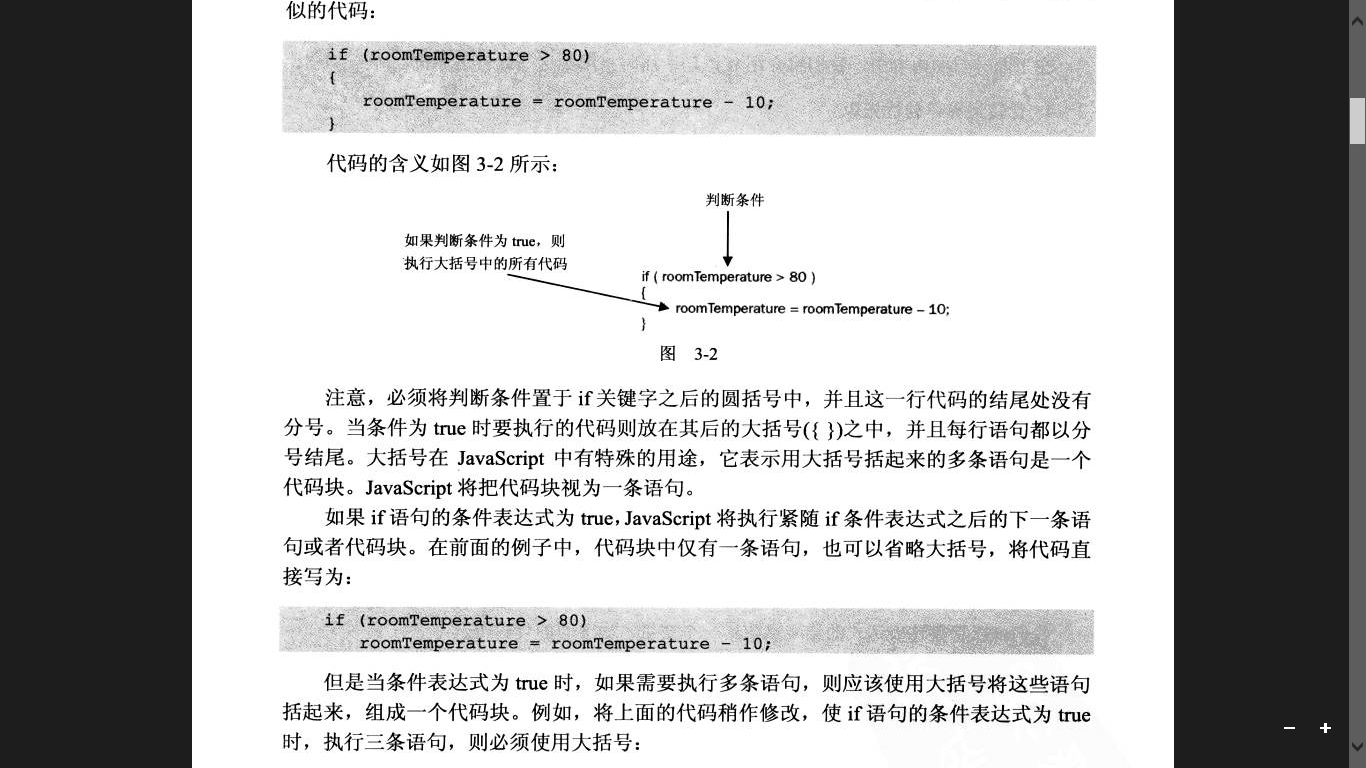 似的代码：
if (roomTemperature > 80)
{
roomTemperature = roomTemperature - 10;
}
代码的含义如图 3-2 所示：
判断条件
如果判断条件为 true，则
执行大括号中的所有代码
if ( roomTemperature > 80 )
{
roomTemperature = roomTemperature – 10;
}
图 3-2
注意，必须将判断条件置于 if 关键字之后的圆括号中，并且这一行代码的结尾处没有
分号。当条件为 true 时要执行的代码则放在其后的大括号({ })之中，并且每行语句都以分
号结尾。大括号在 JavaScript 中有特殊的用途，它表示用大括号括起来的多条语句是一个
代码块。JavaScript 将把代码块视为一条语句。
如果 if 语句的条件表达式为 true，JavaScript 将执行紧随 if 条件表达式之后的下一条语
句或者代码块。在前面的例子中，代码块中仅有一条语句，也可以省略大括号，将代码直
接写为：
if (roomTemperature > 80)
roomTemperature = roomTemperature - 10;
但是当条件表达式为 true 时，如果需要执行多条语句，则应该使用大括号将这些语句
括起来，组成一个代码块。例如，将上面的代码稍作修改，使 if 语句的条件表达式为 true
时，执行三条语句，则必须使用大括号：